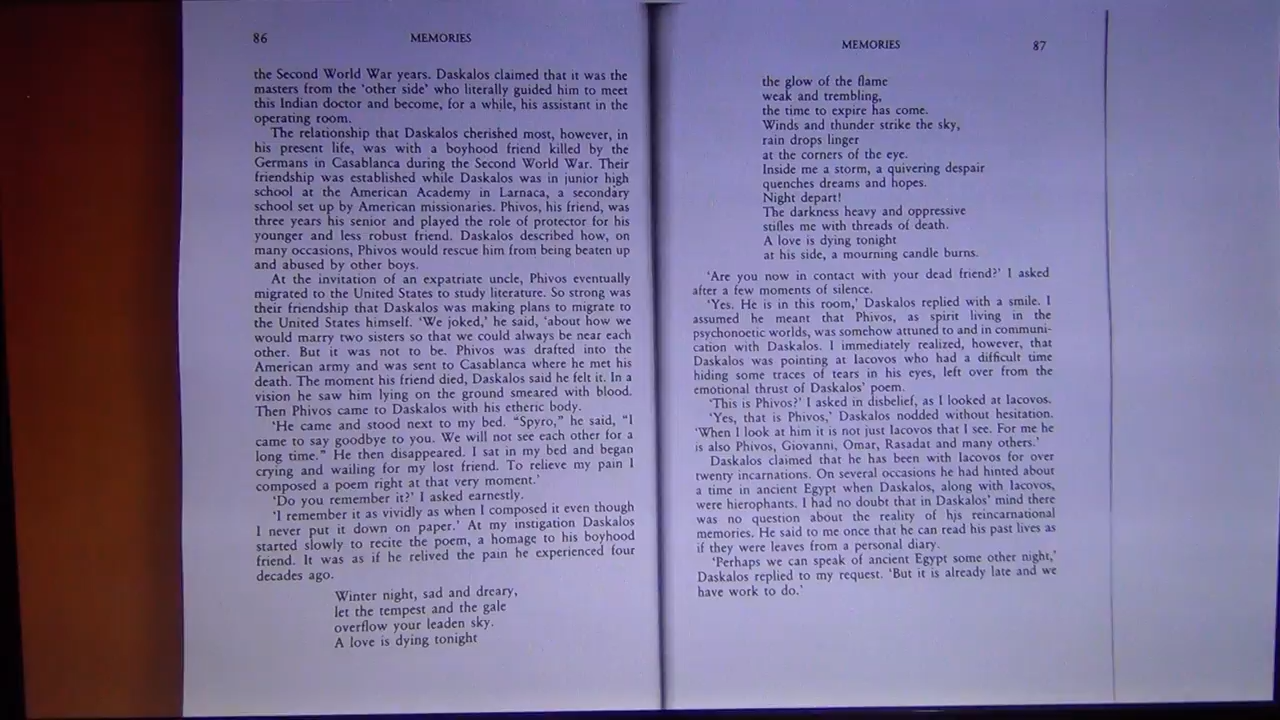 86
MEMORIES
the Second World War years. Daskalos claimed that it was the
masters from the 'other side' who literally guided him to meet
this Indian doctor and become, for a while, his assistant in the
operating room.
The relationship that Daskalos cherished most, however, in
his present life, was with a boyhood friend killed by the
Germans in Casablanca during the Second World War. Their
friendship was established while Daskalos was in junior high
school at the American Academy in Larnaca, a secondary
school set up by American missionaries. Phivos, his friend, was
three years his senior and played the role of protector for his
younger and less robust friend. Daskalos described how, on
many occasions, Phivos would rescue him from being beaten up
and abused by other boys.
At the invitation of an expatriate uncle, Phivos eventually
migrated to the United States to study literature. So strong was
their friendship that Daskalos was making plans to migrate to
the United States himself. 'We joked,' he said, 'about how we
would marry two sisters so that we could always be near each
other. But it was not to be. Phivos was drafted into the
American army and was sent to Casablanca where he met his
death. The moment his friend died, Daskalos said he felt it. In a
vision he saw him lying on the ground smeared with blood.
Then Phivos came to Daskalos with his etheric body.
'He came and stood next to my bed. "Spyro," he said, "I
came to say goodbye to you. We will not see each other for a
long time." He then disappeared. I sat in my bed and began
crying and wailing for my lost friend. To relieve my pain I
composed a poem right at that very moment.'
'Do you remember it?' I asked earnestly.
'I remember it as vividly as when I composed it even though
I never put it down on paper.' At my instigation Daskalos
started slowly to recite the poem, a homage to his boyhood
friend. It was as if he relived the pain he experienced four
decades ago.
Winter night, sad and dreary,
let the tempest and the gale
overflow your leaden sky.
A love is dying tonight
MEMORIES
87
the glow of the flame
weak and trembling,
the time to expire has come.
Winds and thunder strike the sky,
rain drops linger
at the corners of the eye.
Inside me a storm, a quivering despair
quenches dreams and hopes.
Night depart!
The darkness heavy and oppressive
stifles me with threads of death.
A love is dying tonight
at his side, a mourning candle burns.
'Are you now in contact with your dead friend?' I asked
after a few moments of silence.
'Yes. He is in this room,' Daskalos replied with a smile. I
assumed he meant that Phivos, as spirit living in the
psychonoetic worlds, was somehow attuned to and in communi-
cation with Daskalos. I immediately realized, however, that
Daskalos was pointing at Iacovos who had a difficult time
hiding some traces of tears in his eyes, left over from the
emotional thrust of Daskalos' poem.
'This is Phivos?' I asked in disbelief, as I looked at Iacovos.
'Yes, that is Phivos,' Daskalos nodded without hesitation.
'When I look at him it is not just Iacovos that I see. For me he
is also Phivos, Giovanni, Omar, Rasadat and many others.'
Daskalos claimed that he has been with Iacovos for over
twenty incarnations. On several occasions he had hinted about
a time in ancient Egypt when Daskalos, along with Iacovos,
were hierophants. I had no doubt that in Daskalos' mind there
was no question about the reality of his reincarnational
memories. He said to me once that he can read his past lives as
if they were leaves from a personal diary.
'Perhaps we can speak of ancient Egypt some other night,'
Daskalos replied to my request. 'But it is already late and we
have work to do.'